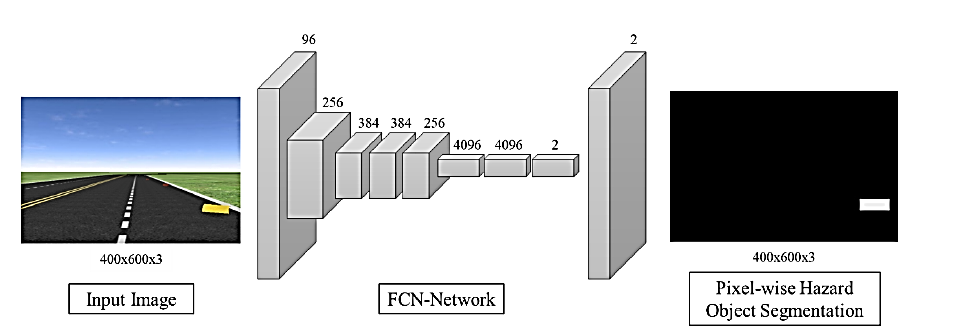 96
2
256
384
384
256
4096
4096
2
400x600x3
400x600x3
Input Image
FCN-Network
Pixel-wise Hazard
Object Segmentation